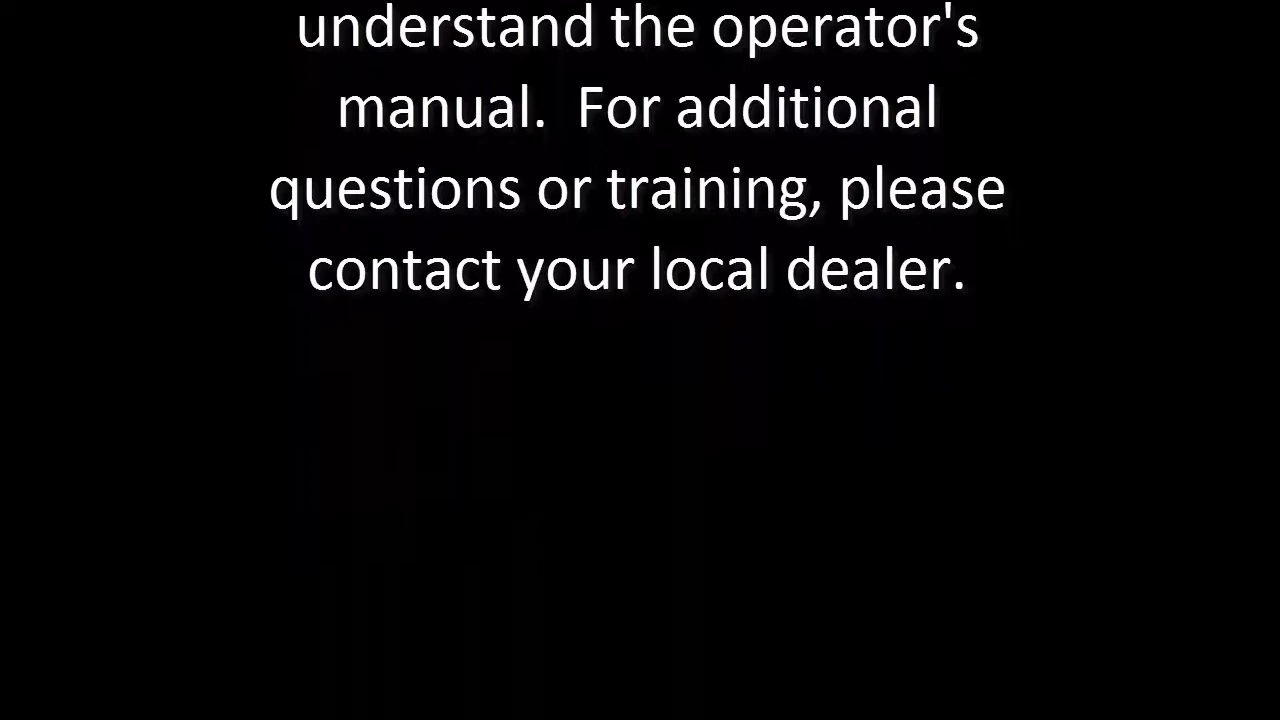 understand the operator's
manual.  For additional
questions or training, please
contact your local dealer.